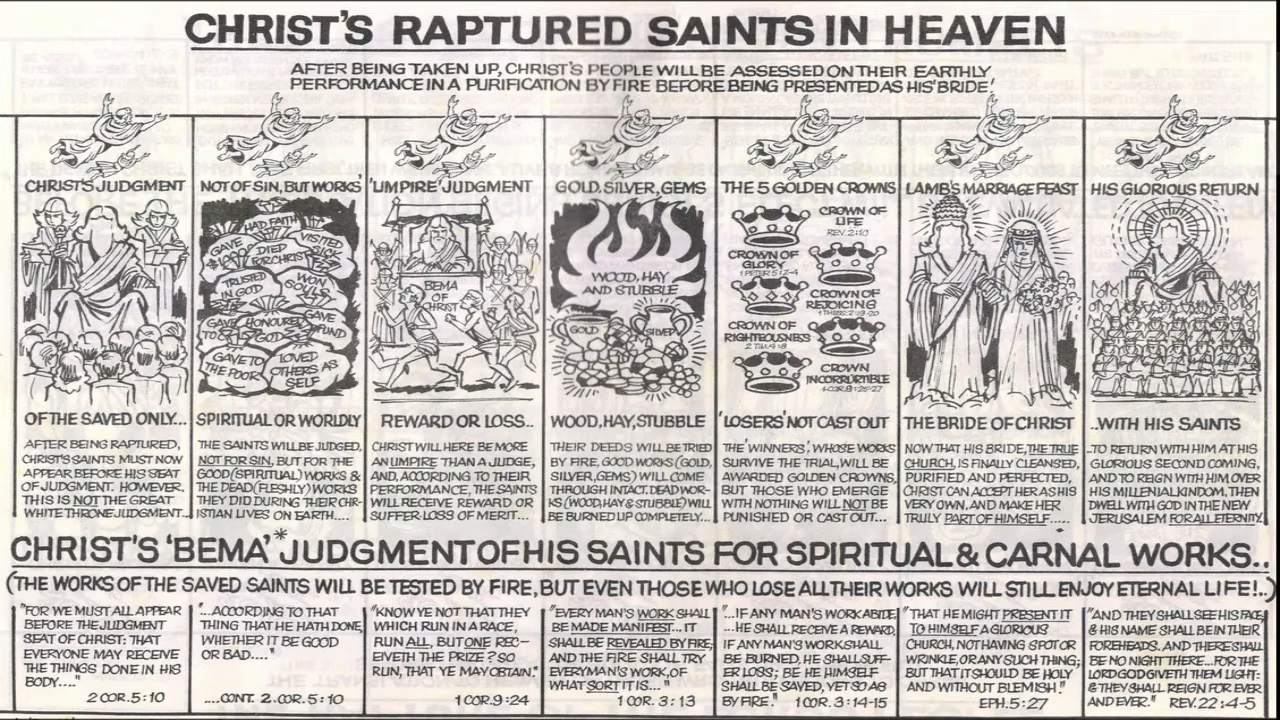 CHRIST'S RAPTURED SAINTS IN HEAVEN
AFTER BEING TAKEN UP, CHRIST'S PEOPLE WILL BE ASSESSED ON THEIR EARTHLY
PERFORMANCE IN A PURIFICATION BY FIRE BEFORE BEING PRESENTED AS HIS 'BRIDE'!
CHRIST'S JUDGMENT
OF THE SAVED ONLY...
AFTER BEING RAPTURED,
CHRIST'S SAINTS MUST NOW
APPEAR BEFORE HIS SEAT
OF JUDGMENT. HOWEVER,
THIS IS NOT THE GREAT
WHITE THRONE JUDGMENT...
NOT OF SIN, BUT WORKS'
HAD FAITH
GAVE
DIED
FOR CHRIST
VISITED
SICK
TRUSTED
IN GOD
WON
SOULS
GAVE
HONOURED
GOD
GAVE
FUND
GAVE TO
THE POOR
LOVED
OTHERS AS
SELF
SPIRITUAL OR WORLDLY
THE SAINTS WILL BE JUDGED,
NOT FOR SIN, BUT FOR THE
GOOD (SPIRITUAL) WORKS &
THE DEAD (FLESHLY) WORKS
THEY DID DURING THEIR CHR-
ISTIAN LIVES ON EARTH....
'UMPIRE' JUDGMENT
BEMA
OF
CHRIST
REWARD OR LOSS..
CHRIST WILL HERE BE MORE
AN UMPIRE THAN A JUDGE,
AND, ACCORDING TO THEIR
PERFORMANCE, THE SAINTS
WILL RECEIVE REWARD OR
SUFFER LOSS OF MERIT...
GOLD, SILVER, GEMS
WOOD, HAY
AND STUBBLE
GOLD
SILVER
WOOD, HAY, STUBBLE
THEIR DEEDS WILL BE TRIED
BY FIRE, GOOD WORKS (GOLD,
SILVER, GEMS) WILL COME
THROUGH INTACT. DEAD WOR-
KS (WOOD, HAY & STUBBLE) WILL
BE BURNED UP COMPLETELY...
THE 5 GOLDEN CROWNS
CROWN OF
LIFE
REV. 2:10
CROWN OF
GLORY
1 PETER 5:2-4
CROWN OF
REJOICING
1 THESS. 2:19-20
CROWN OF
RIGHTEOUSNESS
2 TIM. 4:8
CROWN
INCORRUPTIBLE
1 COR. 9:25-27
'LOSERS' NOT CAST OUT
THE 'WINNERS', WHOSE WORKS
SURVIVE THE TRIAL, WILL BE
AWARDED GOLDEN CROWNS,
BUT THOSE WHO EMERGE
WITH NOTHING WILL NOT BE
PUNISHED OR CAST OUT...
LAMB'S MARRIAGE FEAST
THE BRIDE OF CHRIST
NOW THAT HIS BRIDE, THE TRUE
CHURCH, IS FINALLY CLEANSED,
PURIFIED AND PERFECTED,
CHRIST CAN ACCEPT HER AS HIS
VERY OWN, AND MAKE HER
TRULY PART OF HIMSELF.....
HIS GLORIOUS RETURN
..WITH HIS SAINTS
..TO RETURN WITH HIM AT HIS
GLORIOUS SECOND COMING,
AND TO REIGN WITH HIM OVER
HIS MILLENIAL KINDOM, THEN
DWELL WITH GOD IN THE NEW
JERUSALEM FOR ALL ETERNITY.
CHRIST'S 'BEMA'* JUDGMENT OF HIS SAINTS FOR SPIRITUAL & CARNAL WORKS..
(THE WORKS OF THE SAVED SAINTS WILL BE TESTED BY FIRE, BUT EVEN THOSE WHO LOSE ALL THEIR WORKS WILL STILL ENJOY ETERNAL LIFE!..)
"FOR WE MUST ALL APPEAR
BEFORE THE JUDGMENT
SEAT OF CHRIST: THAT
EVERYONE MAY RECEIVE
THE THINGS DONE IN HIS
BODY...."
2 COR. 5:10
"...ACCORDING TO THAT
THING THAT HE HATH DONE,
WHETHER IT BE GOOD
OR BAD...."
....CONT. 2. COR. 5:10
"KNOW YE NOT THAT THEY
WHICH RUN IN A RACE,
RUN ALL, BUT ONE REC-
EIVETH THE PRIZE? SO
RUN, THAT YE MAY OBTAIN."
1 COR. 9:24
"EVERY MAN'S WORK SHALL
BE MADE MANIFEST... IT
SHALL BE REVEALED BY FIRE;
AND THE FIRE SHALL TRY
EVERYMAN'S WORK, OF
WHAT SORT IT IS..."
1 COR. 3:13
"...IF ANY MAN'S WORK ABIDE
...HE SHALL RECEIVE A REWARD.
IF ANY MAN'S WORK SHALL
BE BURNED, HE SHALL SUFF-
ER LOSS; BE HE HIMSELF
SHALL BE SAVED, YET SO AS
BY FIRE." 1 COR. 3:14-15
"THAT HE MIGHT PRESENT IT
TO HIMSELF A GLORIOUS
CHURCH, NOT HAVING SPOT OR
WRINKLE, OR ANY SUCH THING;
BUT THAT IT SHOULD BE HOLY
AND WITHOUT BLEMISH."
EPH. 5:27
"AND THEY SHALL SEE HIS FACE;
& HIS NAME SHALL BE IN THEIR
FOREHEADS. AND THERE SHALL
BE NO NIGHT THERE...FOR THE
LORD GOD GIVETH THEM LIGHT:
& THEY SHALL REIGN FOR EVER
AND EVER." REV. 22:4-5